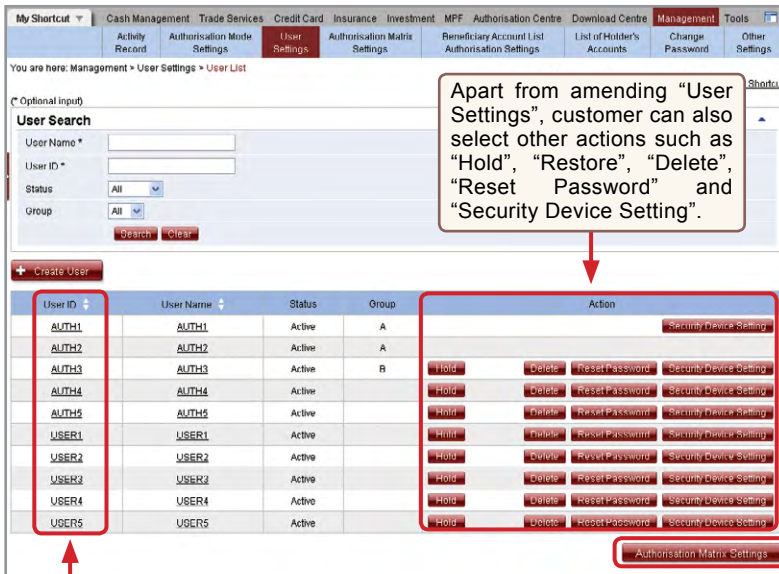 My Shortcut Cash Management Trade Services Credit Card Insurance Investment MPF Authorisation Centre Download Centre Management Tools
Activity Record Authorisation Mode Settings User Settings Authorisation Matrix Settings Beneficiary Account List Authorisation Settings List of Holder's Accounts Change Password Other Settings
You are here: Management > User Settings > User List
(* Optional input)
User Search
User Name *
User ID *
Status All
Group All
Search Clear
Apart from amending “User
Settings”, customer can also
select other actions such as
“Hold”, “Restore”, “Delete”,
“Reset Password” and
“Security Device Setting”.
+ Create User
User ID User Name Status Group Action
AUTH1 AUTH1 Active A Security Device Setting
AUTH2 AUTH2 Active A
AUTH3 AUTH3 Active B Hold Delete Reset Password Security Device Setting
AUTH4 AUTH4 Active Hold Delete Reset Password Security Device Setting
AUTH5 AUTH5 Active Hold Delete Reset Password Security Device Setting
USER1 USER1 Active Hold Delete Reset Password Security Device Setting
USER2 USER2 Active Hold Delete Reset Password Security Device Setting
USER3 USER3 Active Hold Delete Reset Password Security Device Setting
USER4 USER4 Active Hold Delete Reset Password Security Device Setting
USER5 USER5 Active Hold Delete Reset Password Security Device Setting
Authorisation Matrix Settings